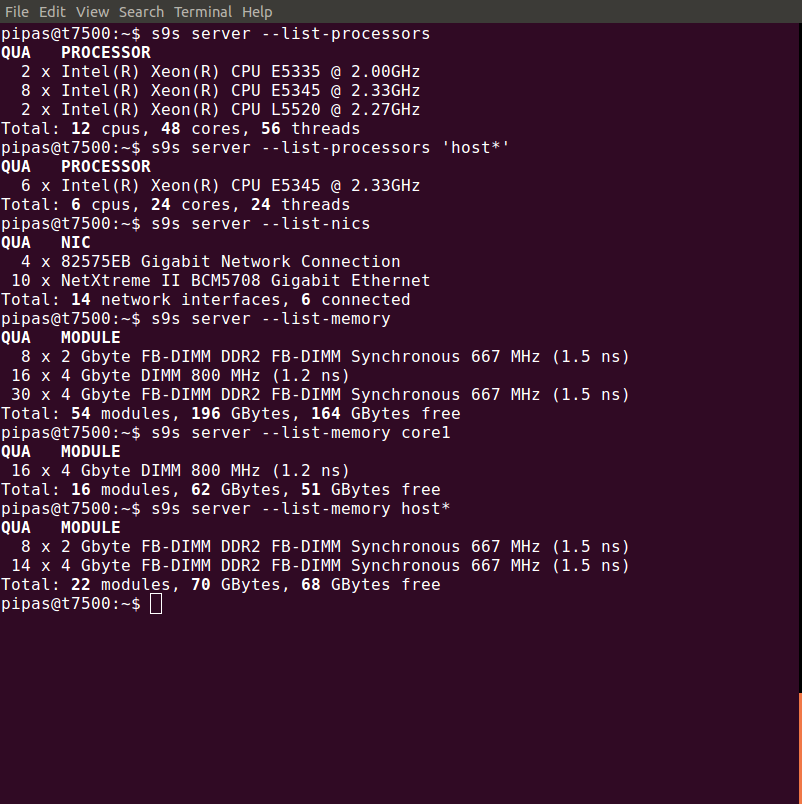 File Edit View Search Terminal Help
pipas@t7500:~$ s9s server --list-processors
QUA   PROCESSOR
  2 x Intel(R) Xeon(R) CPU E5335 @ 2.00GHz
  8 x Intel(R) Xeon(R) CPU E5345 @ 2.33GHz
  2 x Intel(R) Xeon(R) CPU L5520 @ 2.27GHz
Total: 12 cpus, 48 cores, 56 threads
pipas@t7500:~$ s9s server --list-processors 'host*'
QUA   PROCESSOR
  6 x Intel(R) Xeon(R) CPU E5345 @ 2.33GHz
Total: 6 cpus, 24 cores, 24 threads
pipas@t7500:~$ s9s server --list-nics
QUA   NIC
  4 x 82575EB Gigabit Network Connection
 10 x NetXtreme II BCM5708 Gigabit Ethernet
Total: 14 network interfaces, 6 connected
pipas@t7500:~$ s9s server --list-memory
QUA   MODULE
  8 x 2 Gbyte FB-DIMM DDR2 FB-DIMM Synchronous 667 MHz (1.5 ns)
 16 x 4 Gbyte DIMM 800 MHz (1.2 ns)
 30 x 4 Gbyte FB-DIMM DDR2 FB-DIMM Synchronous 667 MHz (1.5 ns)
Total: 54 modules, 196 GBytes, 164 GBytes free
pipas@t7500:~$ s9s server --list-memory core1
QUA   MODULE
 16 x 4 Gbyte DIMM 800 MHz (1.2 ns)
Total: 16 modules, 62 GBytes, 51 GBytes free
pipas@t7500:~$ s9s server --list-memory host*
QUA   MODULE
  8 x 2 Gbyte FB-DIMM DDR2 FB-DIMM Synchronous 667 MHz (1.5 ns)
 14 x 4 Gbyte FB-DIMM DDR2 FB-DIMM Synchronous 667 MHz (1.5 ns)
Total: 22 modules, 70 GBytes, 68 GBytes free
pipas@t7500:~$